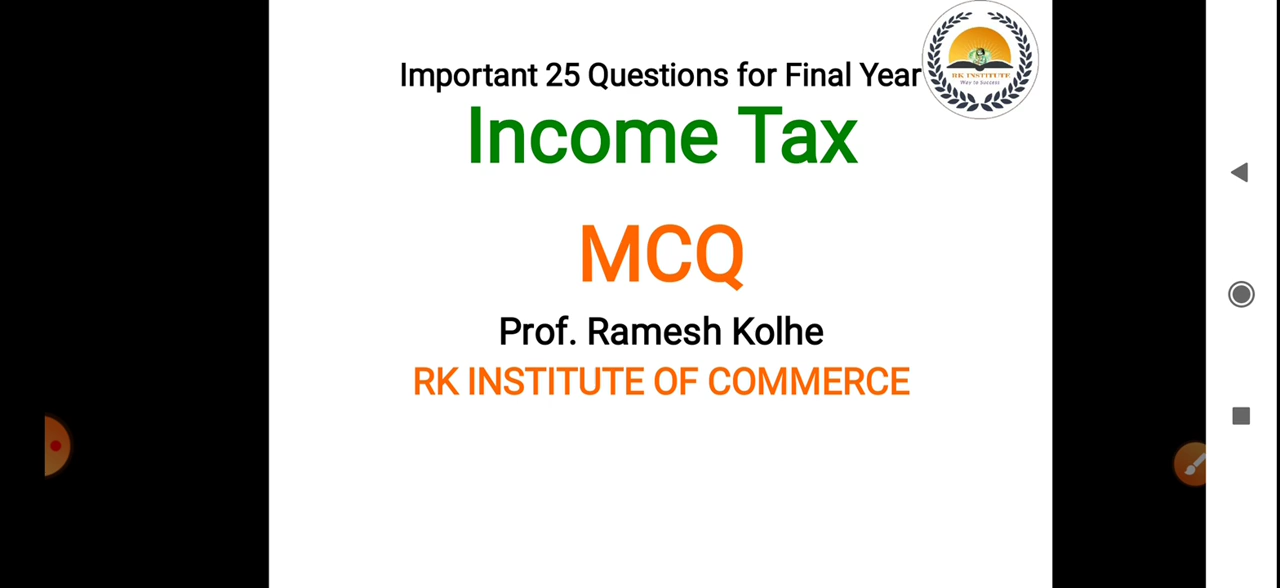 Important 25 Questions for Final Year
Income Tax
MCQ
Prof. Ramesh Kolhe
RK INSTITUTE OF COMMERCE
RK INSTITUTE
Way to Success